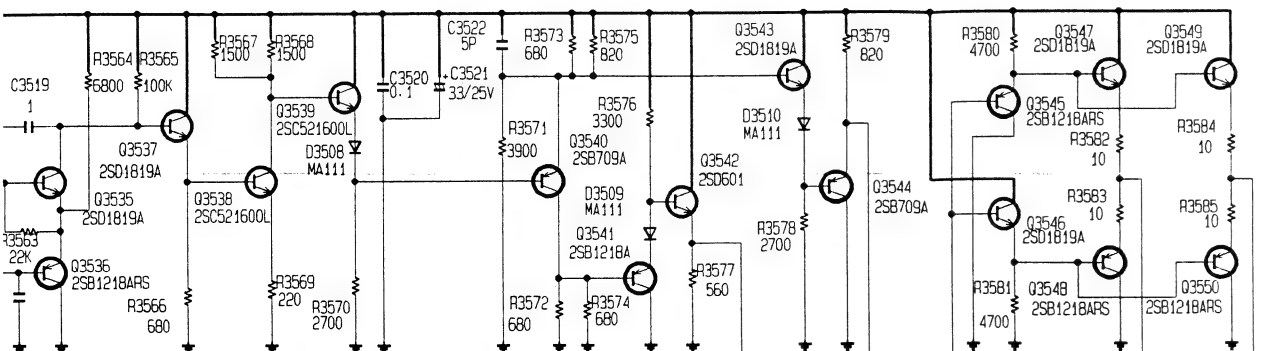 C3519
1
R3564
6800
R3565
100K
Q3537
2SD1819A
Q3535
2SD1819A
R3563
22K
Q3536
2SB1218ARS
R3566
680
R3567
1500
R3568
1500
Q3539
2SC521600L
D3508
MA111
Q3538
2SC521600L
R3569
220
R3570
2700
C3520
0.1
C3521
+
33/25V
C3522
5P
R3573
680
R3575
820
R3571
3900
Q3540
2SB709A
R3576
3300
D3509
MA111
Q3541
2SB1218A
R3572
680
R3574
680
Q3542
2SD601
R3577
560
Q3543
2SD1819A
D3510
MA111
R3578
2700
R3579
820
Q3544
2SB709A
R3580
4700
Q3547
2SD1819A
Q3549
2SD1819A
Q3545
2SB1218ARS
R3582
10
R3584
10
R3583
10
R3585
10
Q3546
2SD1819A
R3581
4700
Q3548
2SB1218ARS
Q3550
2SB1218ARS